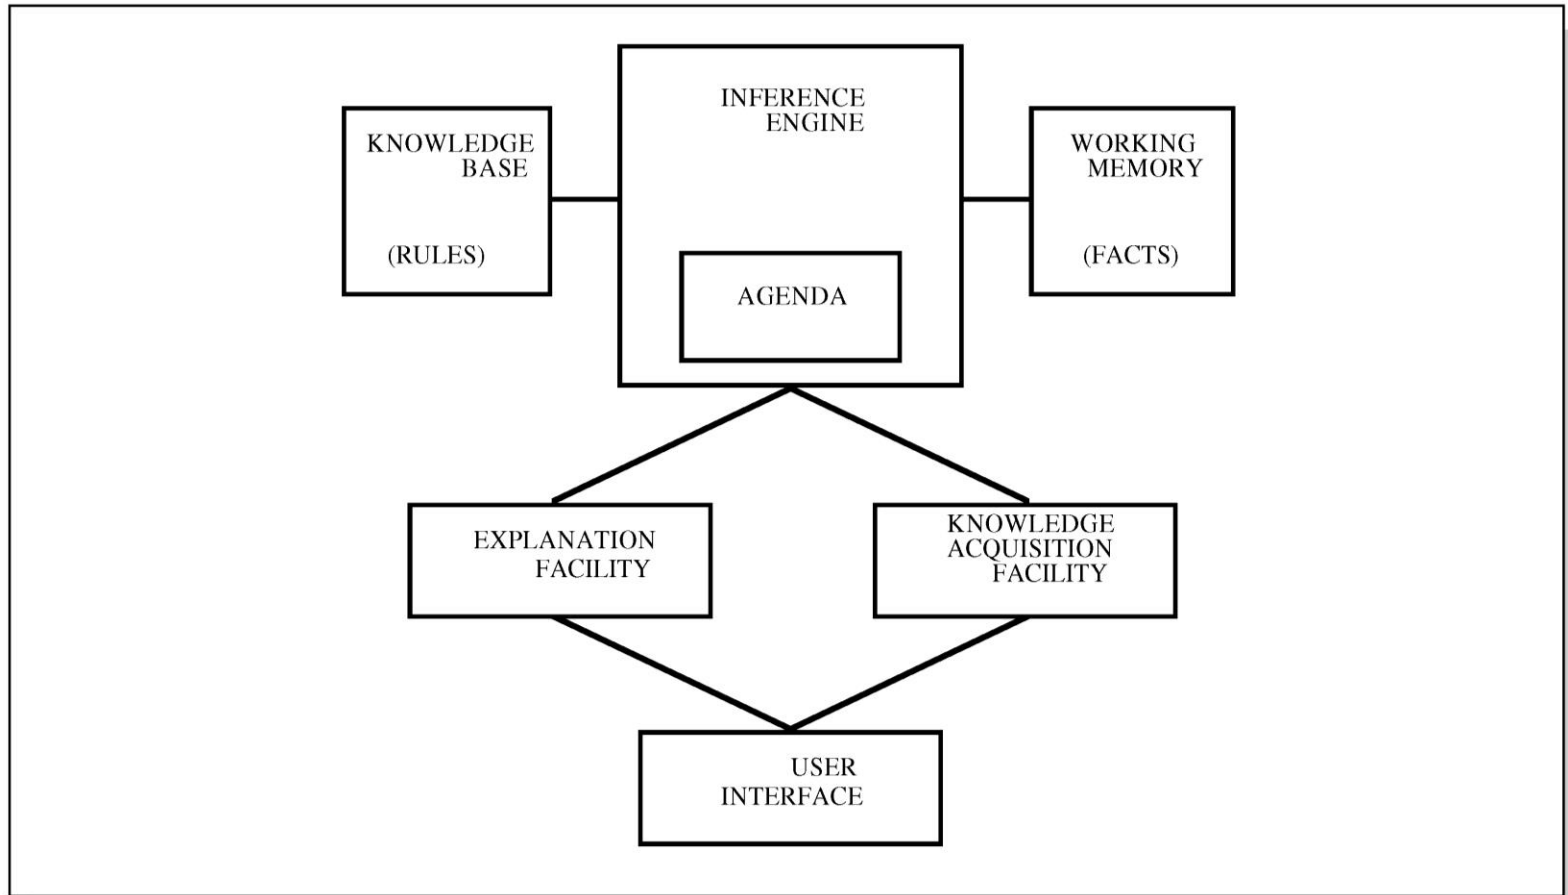 INFERENCE
ENGINE
KNOWLEDGE
BASE
(RULES)
WORKING
MEMORY
(FACTS)
AGENDA
EXPLANATION
FACILITY
KNOWLEDGE
ACQUISITION
FACILITY
USER
INTERFACE